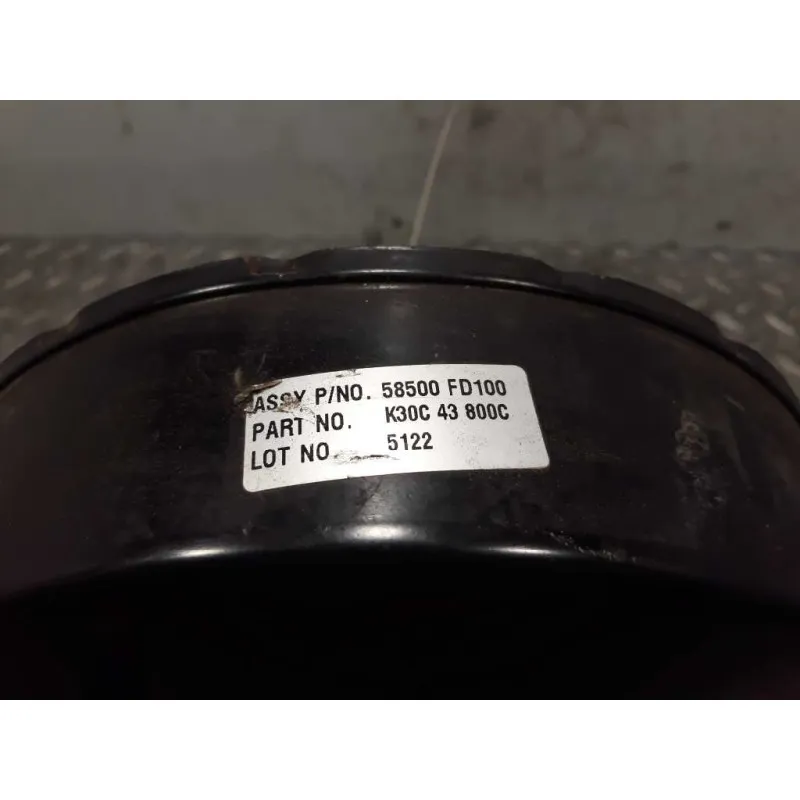 ASSY P/NO. 58500 FD100
PART NO. K30C 43 800C
LOT NO 5122